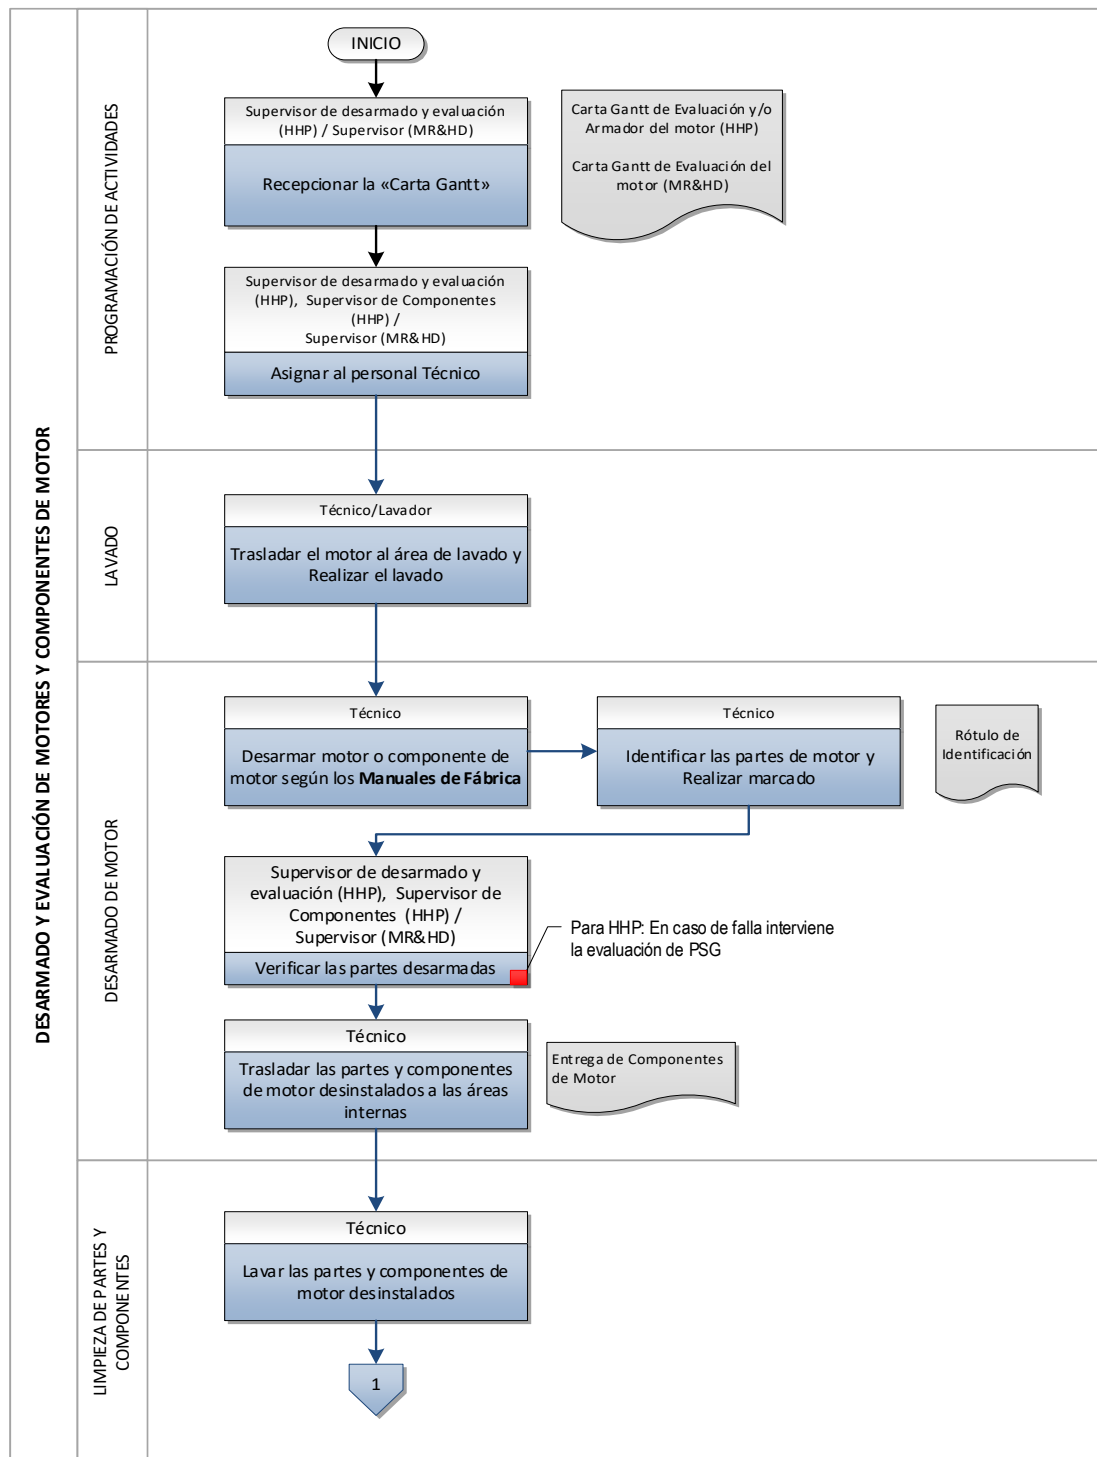 DESARMADO Y EVALUACIÓN DE MOTORES Y COMPONENTES DE MOTOR
PROGRAMACIÓN DE ACTIVIDADES
INICIO
Supervisor de desarmado y evaluación
(HHP) / Supervisor (MR&HD)
Recepcionar la «Carta Gantt»
Carta Gantt de Evaluación y/o
Armador del motor (HHP)
Carta Gantt de Evaluación del
motor (MR&HD)
Supervisor de desarmado y evaluación
(HHP), Supervisor de Componentes
(HHP) /
Supervisor (MR&HD)
Asignar al personal Técnico
LAVADO
Técnico/Lavador
Trasladar el motor al área de lavado y
Realizar el lavado
DESARMADO DE MOTOR
Técnico
Desarmar motor o componente de
motor según los Manuales de Fábrica
Técnico
Identificar las partes de motor y
Realizar marcado
Rótulo de
Identificación
Supervisor de desarmado y
evaluación (HHP), Supervisor de
Componentes (HHP) /
Supervisor (MR&HD)
Verificar las partes desarmadas
Para HHP: En caso de falla interviene
la evaluación de PSG
Técnico
Trasladar las partes y componentes
de motor desinstalados a las áreas
internas
Entrega de Componentes
de Motor
LIMPIEZA DE PARTES Y
COMPONENTES
Técnico
Lavar las partes y componentes de
motor desinstalados
1